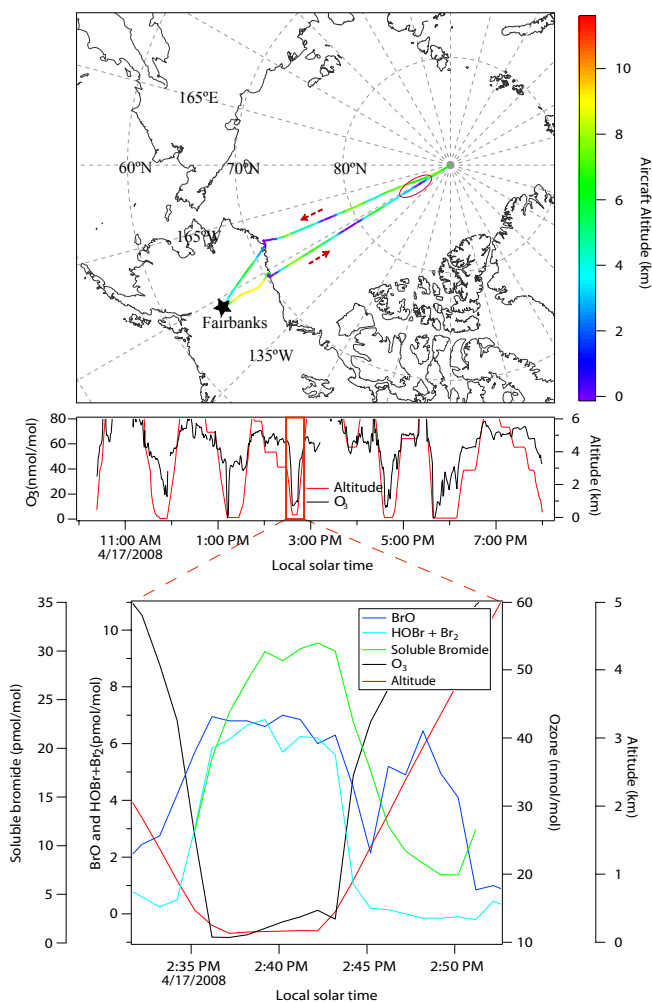 165ºE
60ºN
70ºN
80ºN
165ºW
Fairbanks
135ºW
10
8
6
4
2
0
Aircraft Altitude (km)
80
60
40
20
0
O3(nmol/mol)
6
5
4
3
2
1
0
Altitude (km)
Altitude
O3
11:00 AM
4/17/2008
1:00 PM
3:00 PM
5:00 PM
7:00 PM
Local solar time
35
30
25
20
15
10
5
0
Soluble bromide (pmol/mol)
10
8
6
4
2
0
BrO and HOBr+Br2(pmol/mol)
BrO
HOBr + Br2
Soluble Bromide
O3
Altitude
60
50
40
30
20
10
Ozone (nmol/mol)
5
4
3
2
1
0
Altitude (km)
2:35 PM
4/17/2008
2:40 PM
2:45 PM
2:50 PM
Local solar time